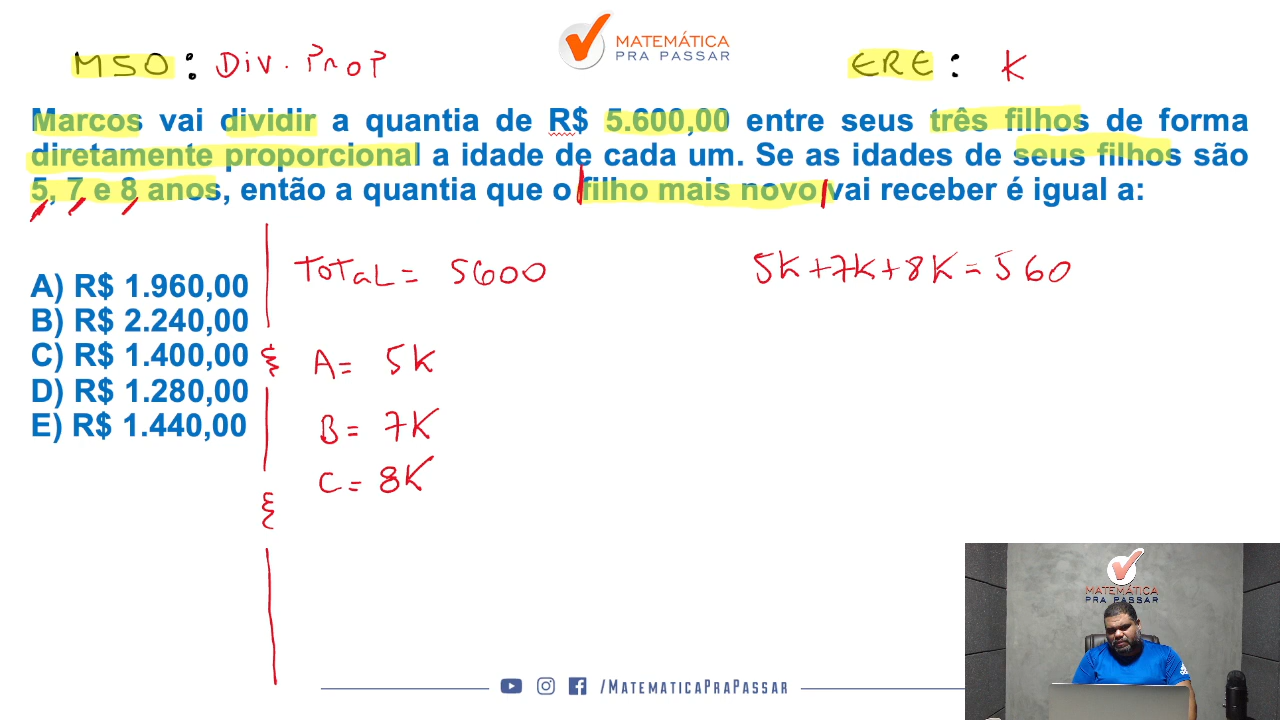 MATEMÁTICA
PRA PASSAR
MSO : DIV. PROP
ERE : K
Marcos vai dividir a quantia de R$ 5.600,00 entre seus três filhos de forma
diretamente proporcional a idade de cada um. Se as idades de seus filhos são
5, 7 e 8 anos, então a quantia que o filho mais novo vai receber é igual a:
A) R$ 1.960,00
B) R$ 2.240,00
C) R$ 1.400,00
D) R$ 1.280,00
E) R$ 1.440,00
TOTAL = 5600
A = 5K
B = 7K
C = 8K
5K+7K+8K=560
MATEMÁTICA
PRA PASSAR
/MATEMATICAPRAPASSAR